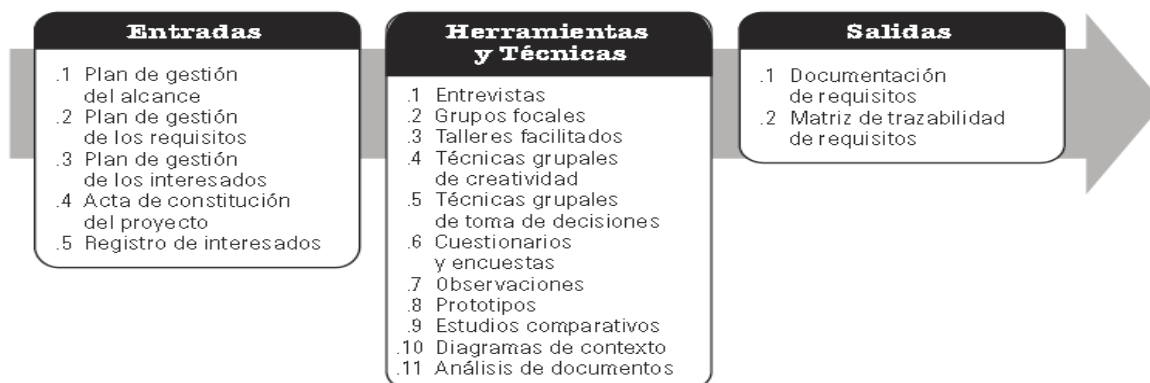 Entradas
.1 Plan de gestión
del alcance
.2 Plan de gestión
de los requisitos
.3 Plan de gestión
de los interesados
.4 Acta de constitución
del proyecto
.5 Registro de interesados
Herramientas
y Técnicas
.1 Entrevistas
.2 Grupos focales
.3 Talleres facilitados
.4 Técnicas grupales
de creatividad
.5 Técnicas grupales
de toma de decisiones
.6 Cuestionarios
y encuestas
.7 Observaciones
.8 Prototipos
.9 Estudios comparativos
.10 Diagramas de contexto
.11 Análisis de documentos
Salidas
.1 Documentación
de requisitos
.2 Matriz de trazabilidad
de requisitos